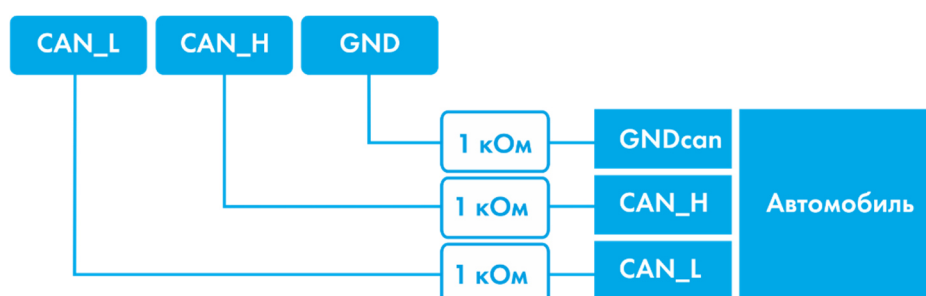 CAN_L CAN_H GND
1 кОм GNDcan
1 кОм CAN_H Автомобиль
1 кОм CAN_L